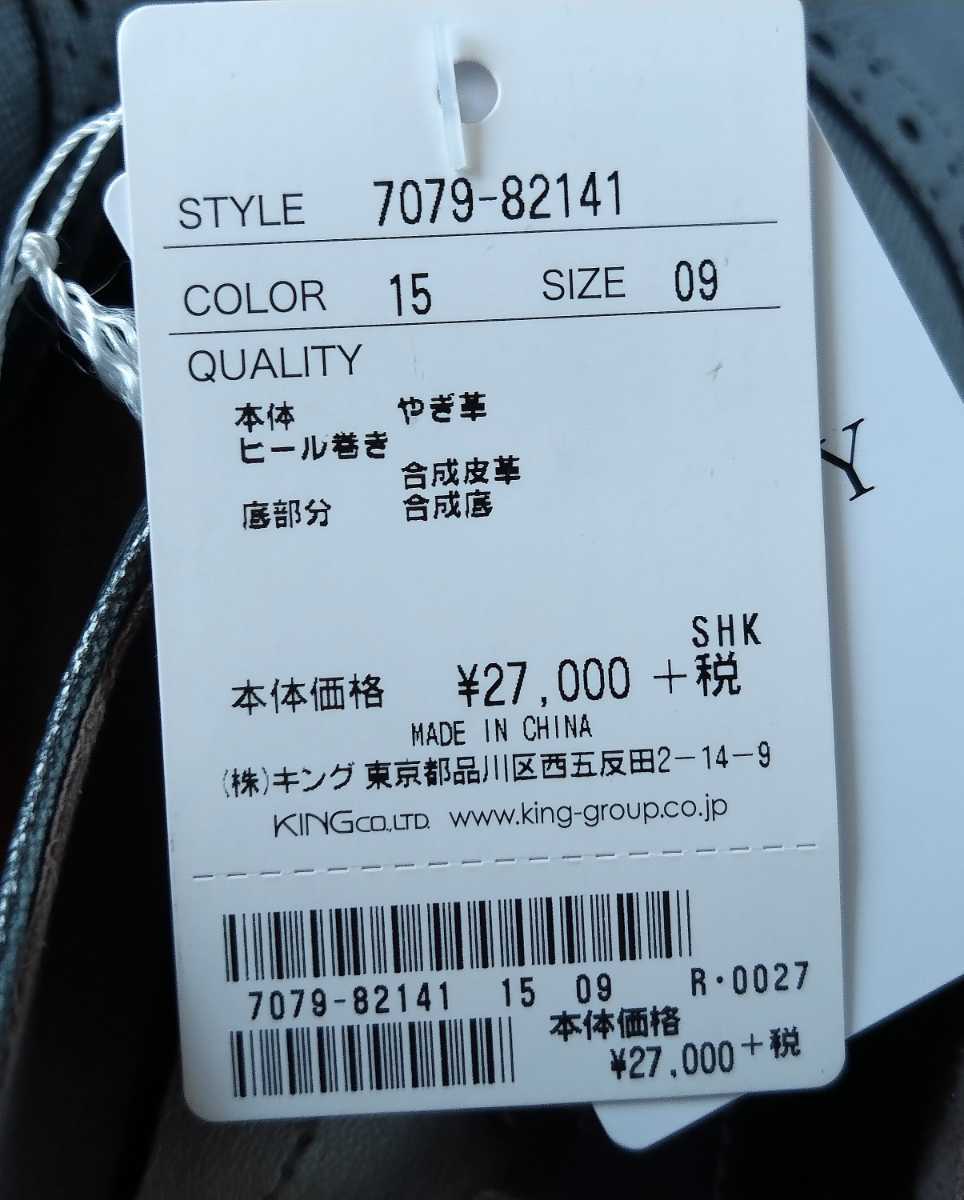 STYLE 7079-82141
COLOR 15 SIZE 09
QUALITY
本体 やぎ革
ヒール巻き
合成皮革
底部分 合成底
SHK
本体価格 ¥27,000 +税
MADE IN CHINA
(株)キング 東京都品川区西五反田2-14-9
KING CO.,LTD. www.king-group.co.jp
7079-82141 15 09 R・0027
本体価格
¥27,000+税
Y